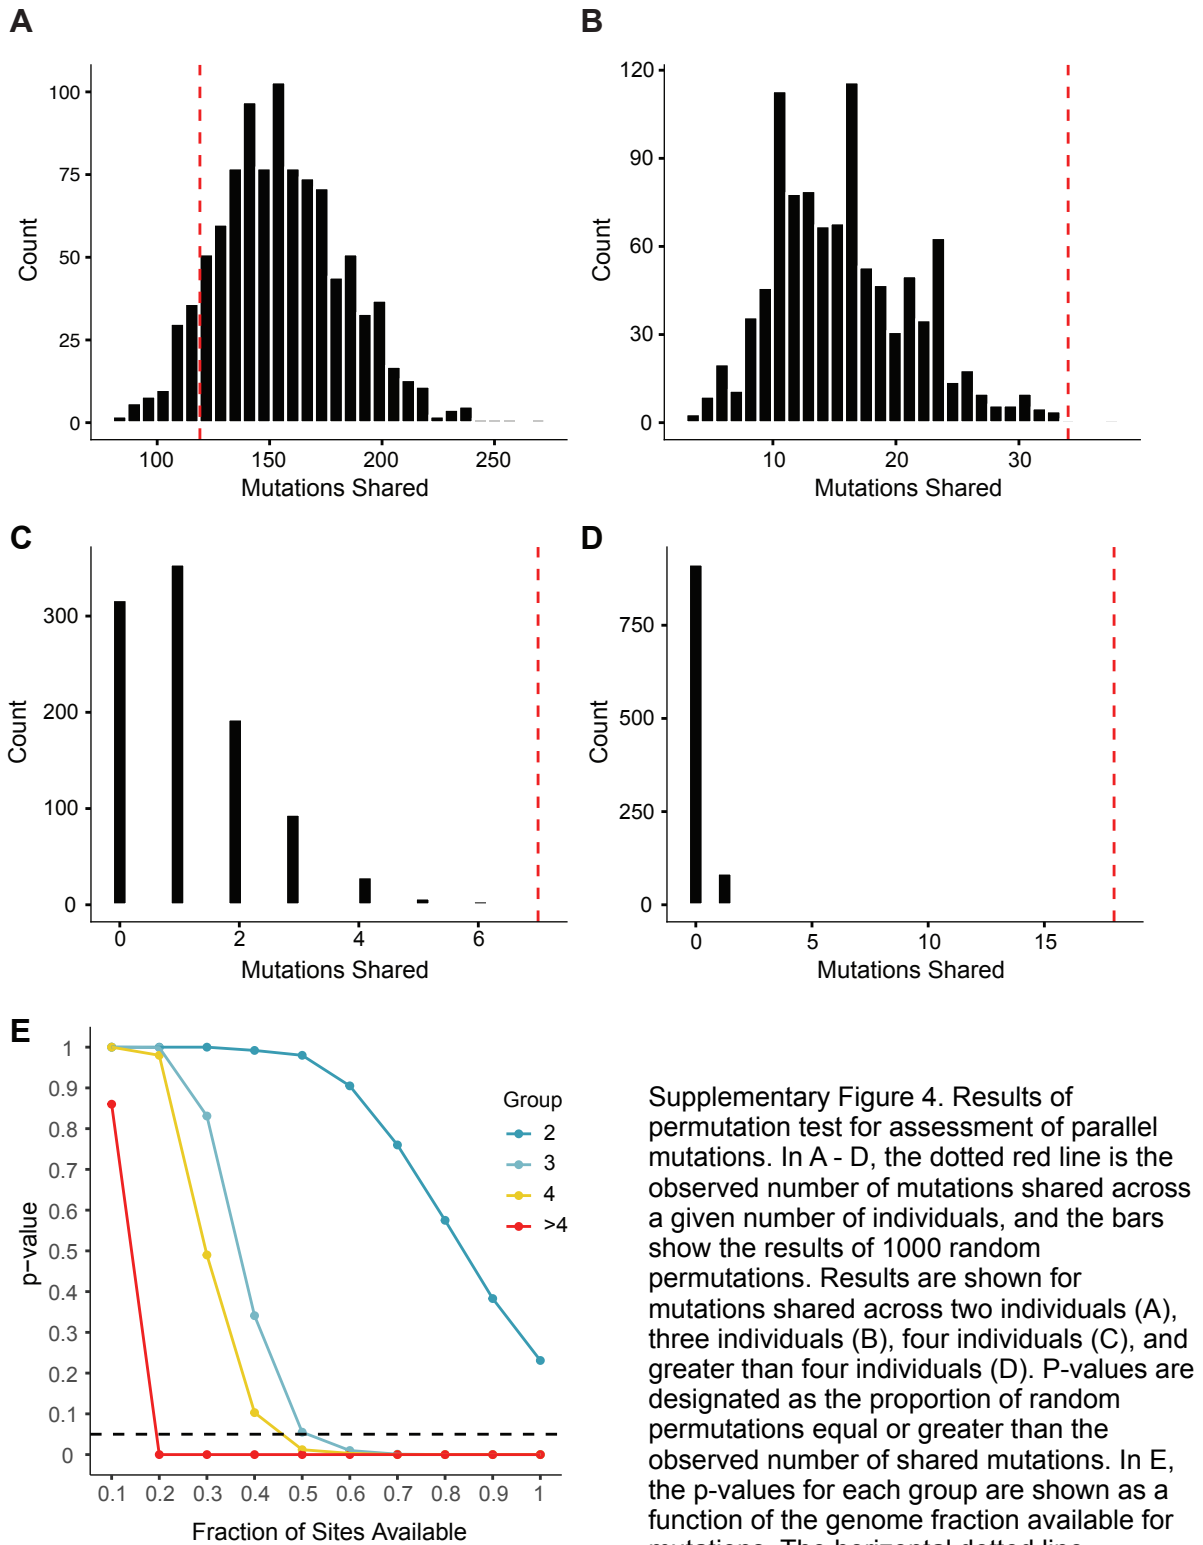 A
Count
100
75
50
25
0
100 150 200 250
Mutations Shared
B
Count
120
90
60
30
0
10 20 30
Mutations Shared
C
Count
300
200
100
0
0 2 4 6
Mutations Shared
D
Count
750
500
250
0
0 5 10 15
Mutations Shared
E
p−value
1
0.9
0.8
0.7
0.6
0.5
0.4
0.3
0.2
0.1
0
0.1 0.2 0.3 0.4 0.5 0.6 0.7 0.8 0.9 1
Fraction of Sites Available
Group
2
3
4
>4
Supplementary Figure 4. Results of
permutation test for assessment of parallel
mutations. In A - D, the dotted red line is the
observed number of mutations shared across
a given number of individuals, and the bars
show the results of 1000 random
permutations. Results are shown for
mutations shared across two individuals (A),
three individuals (B), four individuals (C), and
greater than four individuals (D). P-values are
designated as the proportion of random
permutations equal or greater than the
observed number of shared mutations. In E,
the p-values for each group are shown as a
function of the genome fraction available for
mutations. The horizontal dotted line